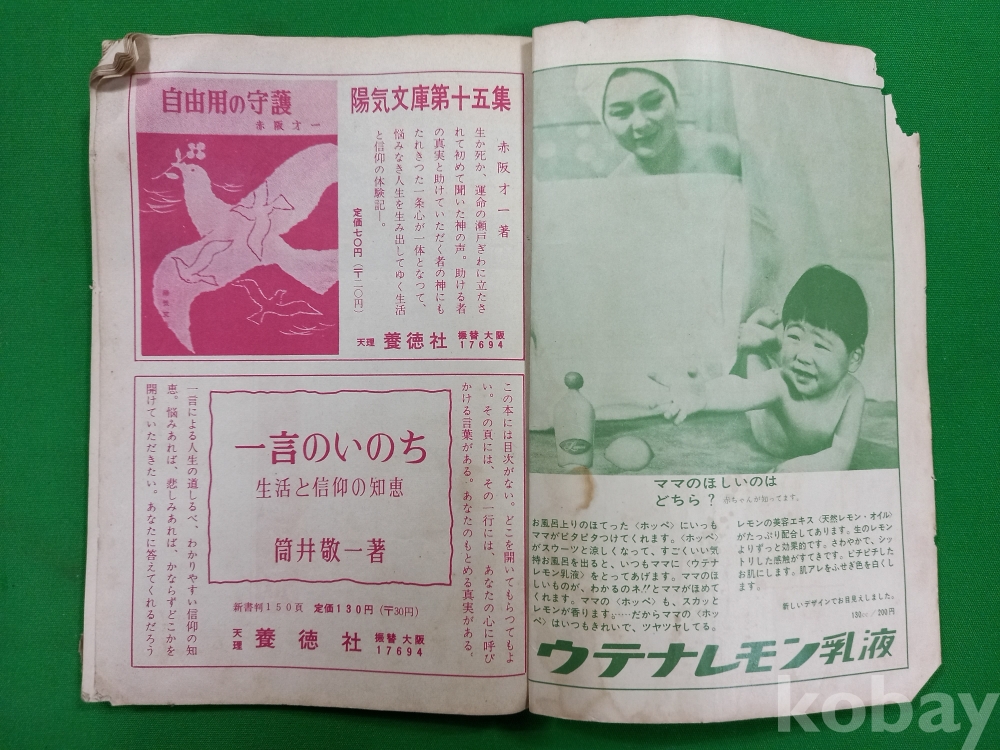 自由用の守護
赤阪才一
陽気文庫第十五集
赤阪才一著
生か死か、運命の瀬戸ぎわに立たさ
れて初めて聞いた神の声。助ける者
の真実と助けていただく者の神にも
たれきつた一条心が一体となつて、
悩みなき人生を生み出してゆく生活
と信仰の体験記―。
定価七〇円(〒二〇円)
天理 養徳社 振替大阪 17694
この本には目次がない。どこを開いてもらつてもよ
い。その頁には、その一行には、あなたの心に呼び
かける言葉がある。あなたのもとめる真実がある。
一言のいのち
生活と信仰の知恵
筒井敬一著
一言による人生の道しるべ、わかりやすい信仰の知
恵。悩みあれば、悲しみあれば、かならずどこかを
開けていただきたい。あなたに答えてくれるだろう
新書判150頁 定価130円(〒30円)
天理 養徳社 振替大阪 17694
ママのほしいのは
どちら? 赤ちゃんが知ってます。
お風呂上りのほてった〈ホッペ〉にいつも
ママがピタピタつけてくれます。〈ホッペ〉
がスウーッと涼しくなって、すごくいい気
持お風呂を出ると、いつもママに〈ウテナ
レモン乳液〉をとってあげます。ママのほ
しいものが、わかるのネ!!とママがほめて
くれます。ママの〈ホッペ〉も、スカッと
レモンが香ります。……だからママの〈ホッ
ペ〉はいつもきれいで、ツヤツヤしてる。
レモンの美容エキス〈天然レモン・オイル〉
がたっぷり配合してあります。生のレモン
よりずっと効果的です。さわやかで、シッ
トリした感触がすてきです。ピチピチした
お肌にします。肌アレをふせぎ色を白くし
ます。
新しいデザインでお目見えしました。
130cc/200円
ウテナレモン乳液
kobay